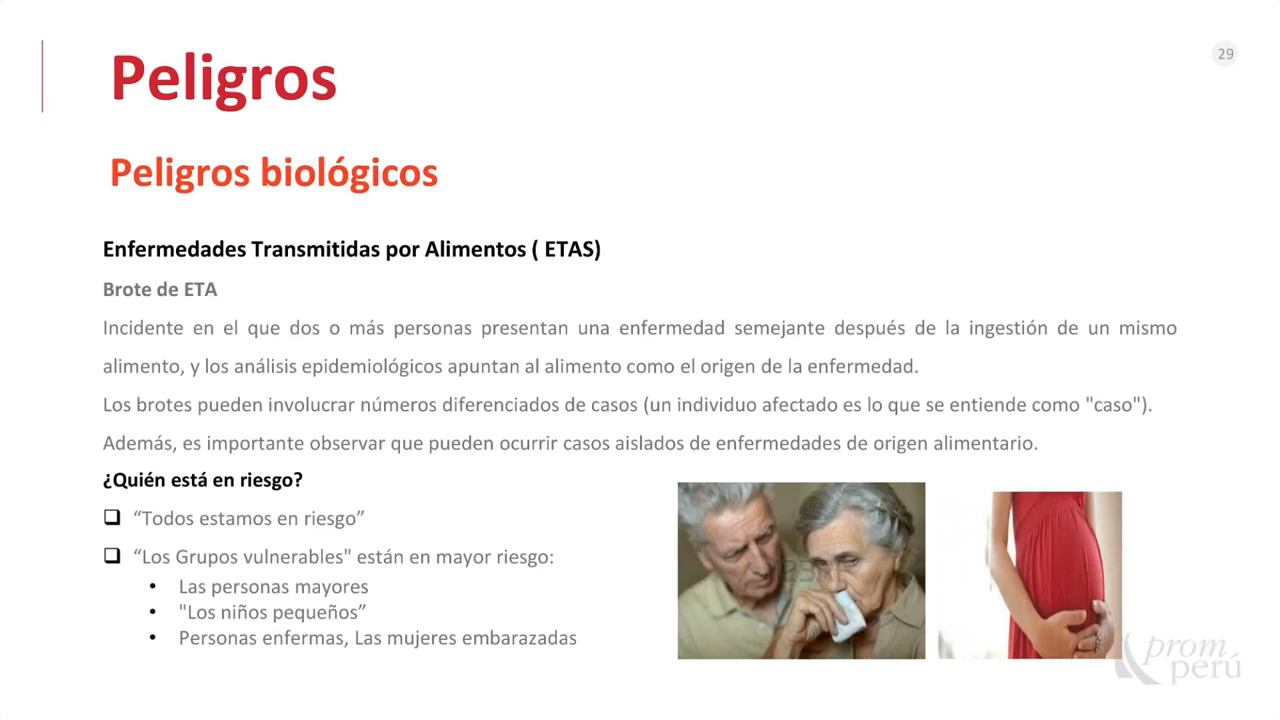 29
Peligros
Peligros biológicos
Enfermedades Transmitidas por Alimentos ( ETAS)
Brote de ETA
Incidente en el que dos o más personas presentan una enfermedad semejante después de la ingestión de un mismo
alimento, y los análisis epidemiológicos apuntan al alimento como el origen de la enfermedad.
Los brotes pueden involucrar números diferenciados de casos (un individuo afectado es lo que se entiende como "caso").
Además, es importante observar que pueden ocurrir casos aislados de enfermedades de origen alimentario.
¿Quién está en riesgo?
❑ “Todos estamos en riesgo”
❑ “Los Grupos vulnerables" están en mayor riesgo:
• Las personas mayores
• "Los niños pequeños”
• Personas enfermas, Las mujeres embarazadas
prom
perú